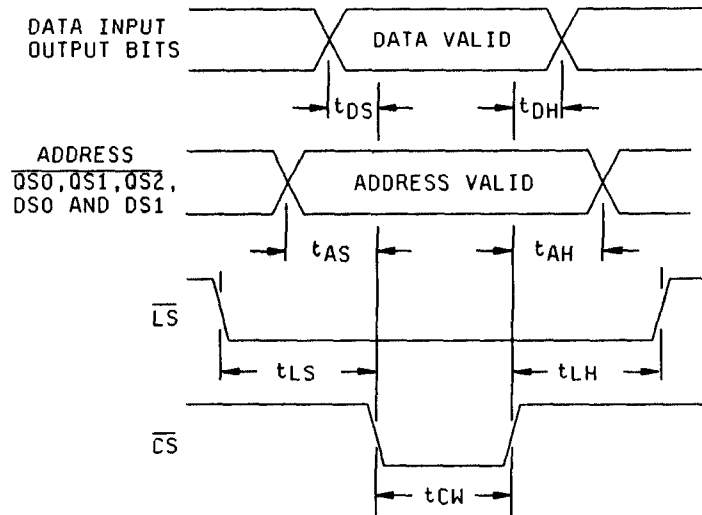 DATA INPUT
OUTPUT BITS
DATA VALID
tDS
tDH
ADDRESS
QS0,QS1,QS2,
DS0 AND DS1
ADDRESS VALID
tAS
tAH
LS
tLS
tLH
CS
tCW